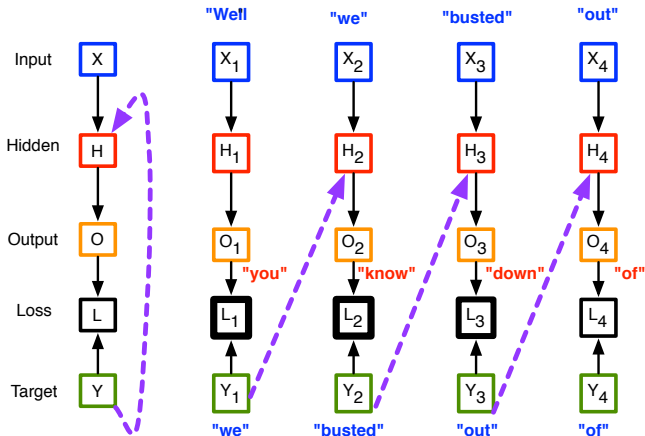 "Well" "we" "busted" "out"
Input X X1 X2 X3 X4
Hidden H H1 H2 H3 H4
Output O O1 O2 O3 O4
"you" "know" "down" "of"
Loss L L1 L2 L3 L4
Target Y Y1 Y2 Y3 Y4
"we" "busted" "out" "of"